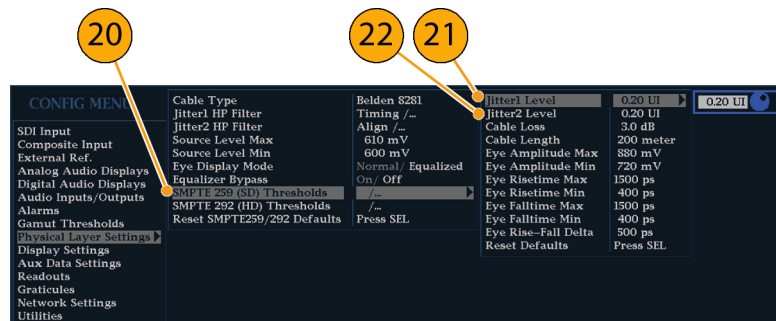 20
22
21
CONFIG MENU
SDI Input
Composite Input
External Ref.
Analog Audio Displays
Digital Audio Displays
Audio Inputs/Outputs
Alarms
Gamut Thresholds
Physical Layer Settings
Display Settings
Aux Data Settings
Readouts
Graticules
Network Settings
Utilities
Cable Type Belden 8281
Jitter1 HP Filter Timing /...
Jitter2 HP Filter Align /...
Source Level Max 610 mV
Source Level Min 600 mV
Eye Display Mode Normal/ Equalized
Equalizer Bypass On/ Off
SMPTE 259 (SD) Thresholds /...
SMPTE 292 (HD) Thresholds /...
Reset SMPTE259/292 Defaults Press SEL
Jitter1 Level 0.20 UI
Jitter2 Level 0.20 UI
Cable Loss 3.0 dB
Cable Length 200 meter
Eye Amplitude Max 880 mV
Eye Amplitude Min 720 mV
Eye Risetime Max 1500 ps
Eye Risetime Min 400 ps
Eye Falltime Max 1500 ps
Eye Falltime Min 400 ps
Eye Rise-Fall Delta 500 ps
Reset Defaults Press SEL
0.20 UI